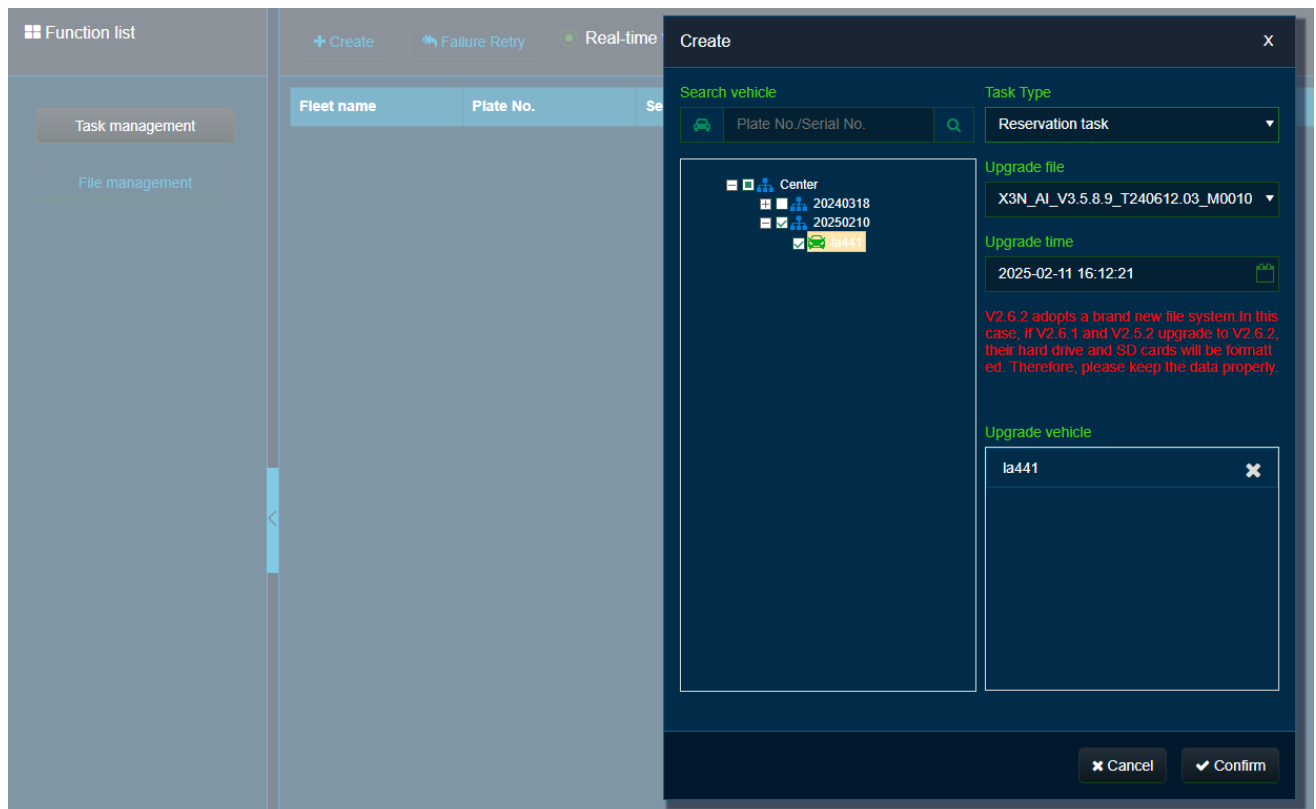 Function list
Task management
File management
Create
Failure Retry
Real-time
Fleet name
Plate No.
Se
Create
X
Search vehicle
Plate No./Serial No.
Center
20240318
20250210
la441
Task Type
Reservation task
Upgrade file
X3N_AI_V3.5.8.9_T240612.03_M0010
Upgrade time
2025-02-11 16:12:21
V2.6.2 adopts a brand new file system.In this
case, if V2.6.1 and V2.5.2 upgrade to V2.6.2,
their hard drive and SD cards will be formatt
ed. Therefore, please keep the data properly.
Upgrade vehicle
la441
Cancel
Confirm